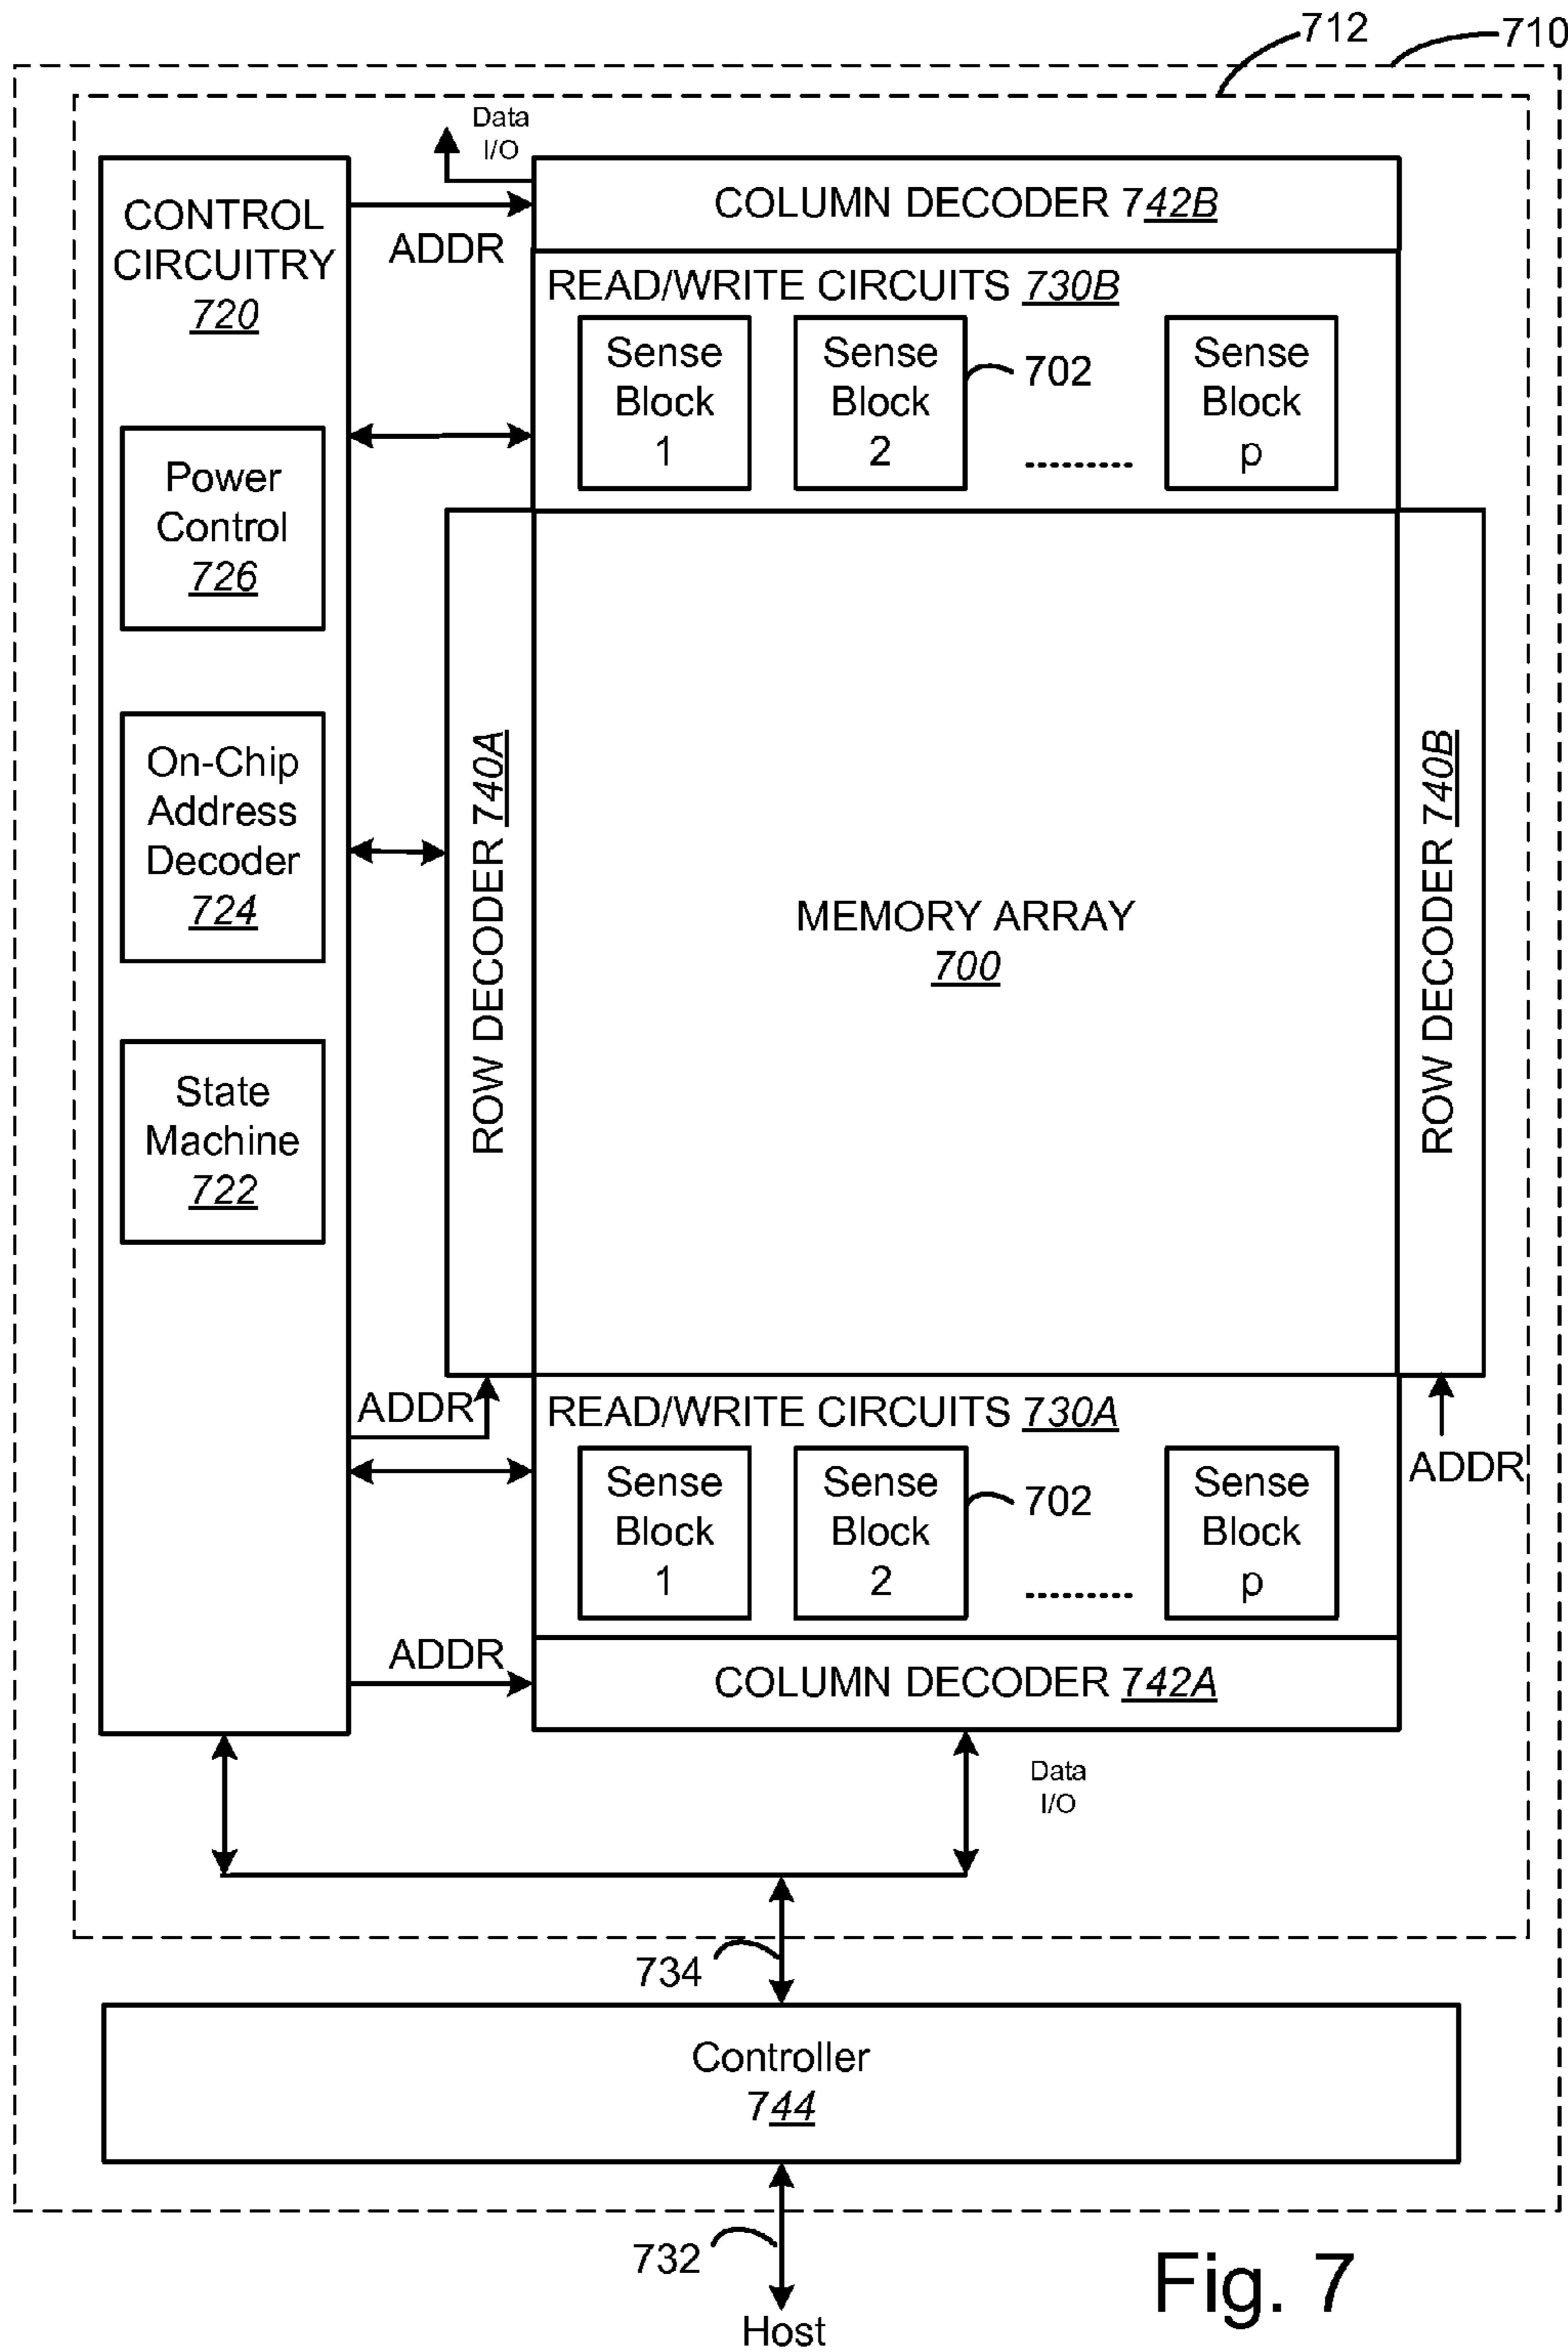 712
710
Data
I/O
CONTROL
CIRCUITRY
720
ADDR
COLUMN DECODER 742B
READ/WRITE CIRCUITS 730B
Sense
Block
1
Sense
Block
2
702
.........
Sense
Block
p
Power
Control
726
On-Chip
Address
Decoder
724
State
Machine
722
ROW DECODER 740A
MEMORY ARRAY
700
ROW DECODER 740B
ADDR
READ/WRITE CIRCUITS 730A
ADDR
Sense
Block
1
Sense
Block
2
702
.........
Sense
Block
p
ADDR
COLUMN DECODER 742A
Data
I/O
734
Controller
744
732
Host
Fig. 7